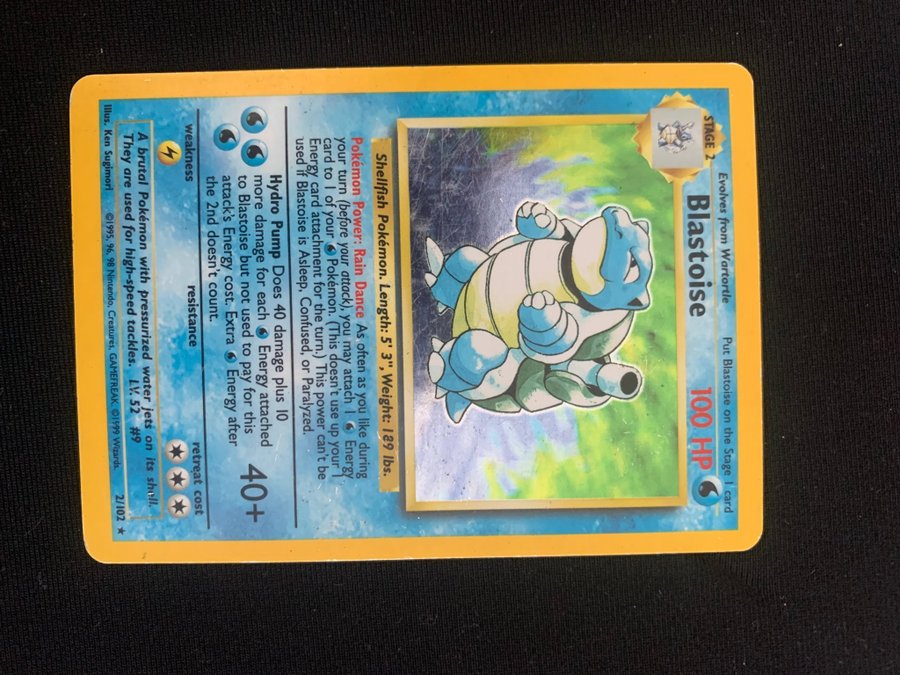 STAGE 2
Evolves from Wartortle
Put Blastoise on the Stage 1 card
Blastoise
100 HP
Shellfish Pokémon. Length: 5' 3", Weight: 189 lbs.
Pokémon Power: Rain Dance As often as you like during
your turn (before your attack), you may attach 1 Energy
card to 1 of your Pokémon. (This doesn't use up your 1
Energy card attachment for the turn.) This power can't be
used if Blastoise is Asleep, Confused, or Paralyzed.
Hydro Pump Does 40 damage plus 10
more damage for each Energy attached
to Blastoise but not used to pay for this
attack's Energy cost. Extra Energy after
the 2nd doesn't count.
40+
weakness
resistance
retreat cost
A brutal Pokémon with pressurized water jets on its shell.
They are used for high-speed tackles. LV. 52 #9
Illus. Ken Sugimori
©1995, 96, 98 Nintendo, Creatures, GAMEFREAK. ©1999 Wizards.
2/102 ★